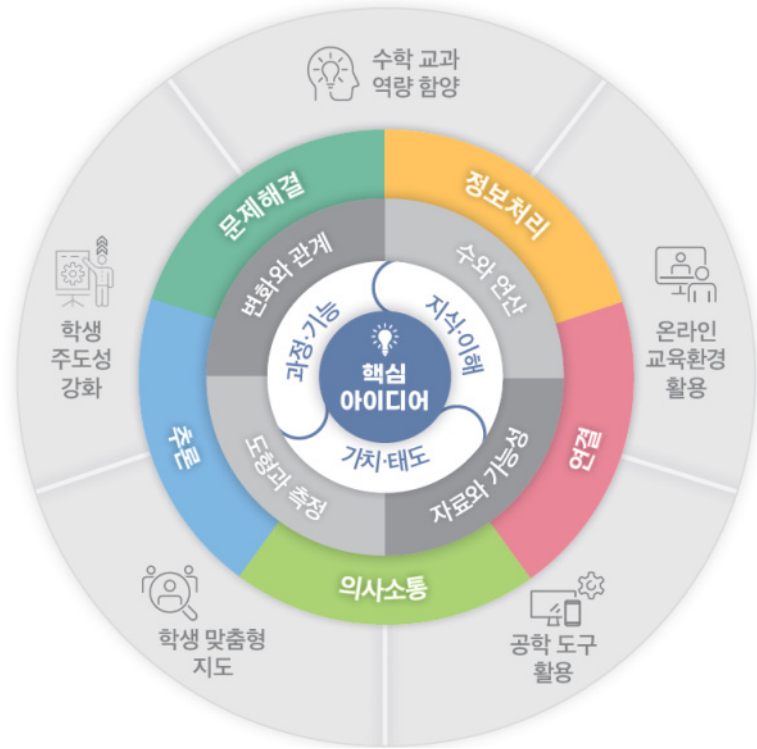 수학 교과
역량 함양
문제해결
정보처리
변화와 관계
수와 연산
과정·기능
지식·이해
핵심
아이디어
가치·태도
학생
주도성
강화
온라인
교육환경
활용
추론
연결
도형과 측정
자료와 가능성
의사소통
학생 맞춤형
지도
공학 도구
활용